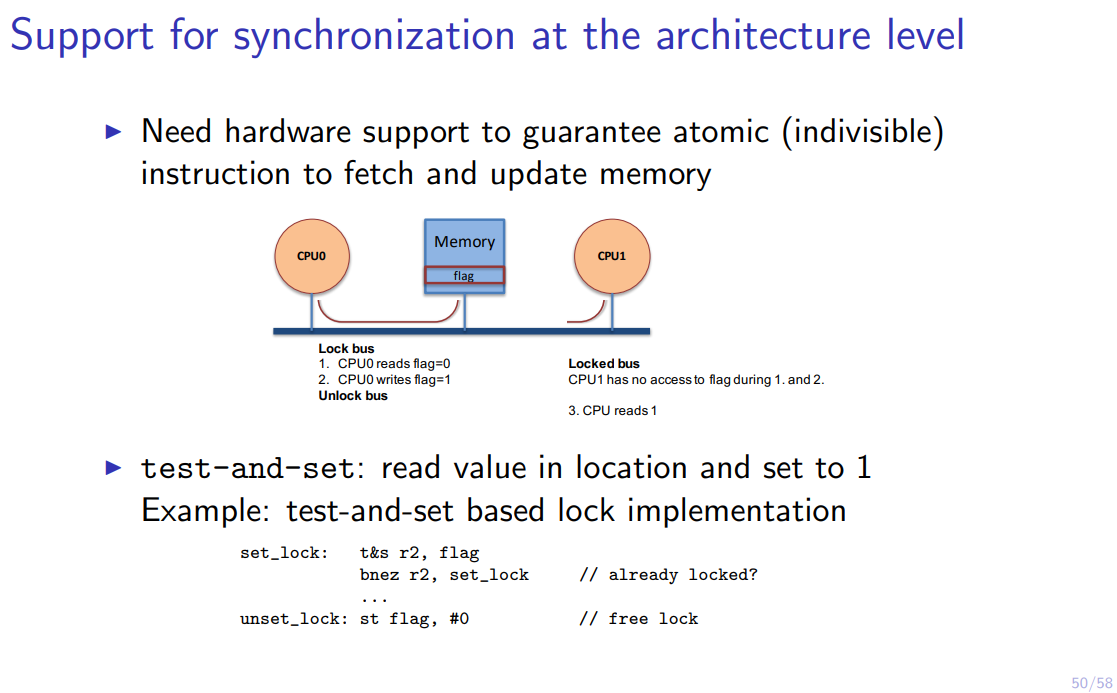 Support for synchronization at the architecture level
▶ Need hardware support to guarantee atomic (indivisible)
instruction to fetch and update memory
CPU0
Memory
flag
CPU1
Lock bus
1. CPU0 reads flag=0
2. CPU0 writes flag=1
Unlock bus
Locked bus
CPU1 has no access to flag during 1. and 2.
3. CPU reads 1
▶ test-and-set: read value in location and set to 1
Example: test-and-set based lock implementation
set_lock: t&s r2, flag
bnez r2, set_lock // already locked?
...
unset_lock: st flag, #0 // free lock
50/58